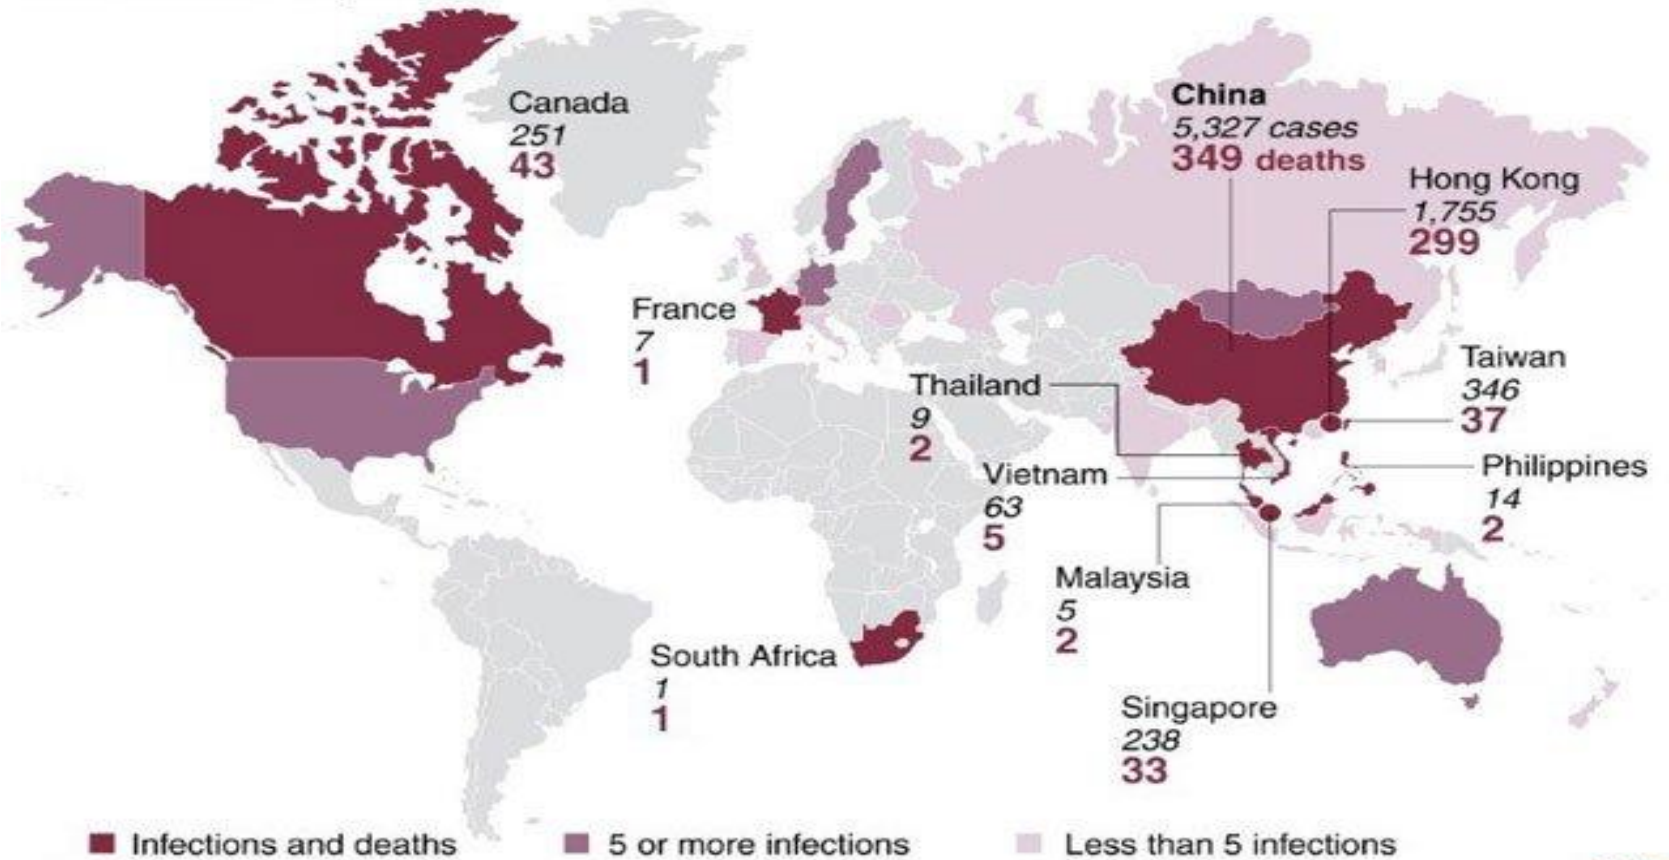 Canada
251
43
China
5,327 cases
349 deaths
Hong Kong
1,755
299
France
7
1
Thailand
9
2
Taiwan
346
37
Vietnam
63
5
Philippines
14
2
Malaysia
5
2
South Africa
1
1
Singapore
238
33
Infections and deaths
5 or more infections
Less than 5 infections